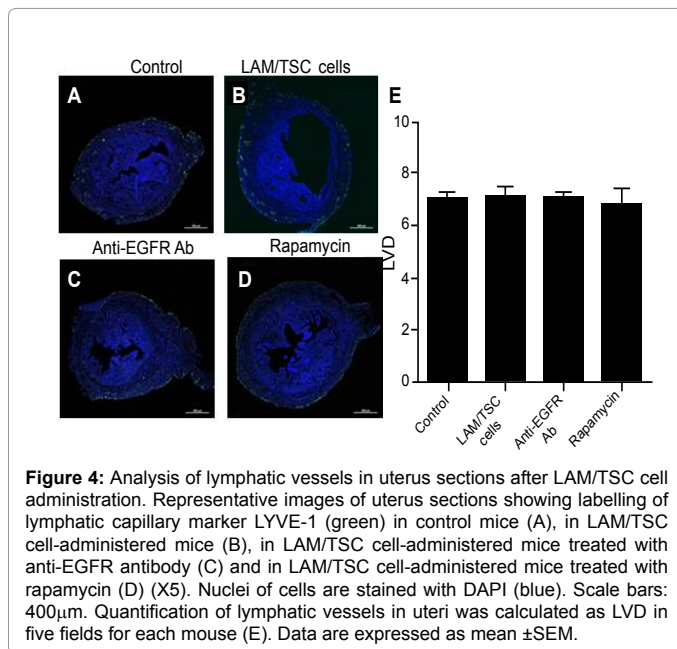 Control
LAM/TSC cells
A
B
E
Anti-EGFR Ab
Rapamycin
C
D
10
8
6
4
2
0
LVD
Control
LAM/TSC
cells
Anti-EGFR
Ab
Rapamycin
Figure 4: Analysis of lymphatic vessels in uterus sections after LAM/TSC cell
administration. Representative images of uterus sections showing labelling of
lymphatic capillary marker LYVE-1 (green) in control mice (A), in LAM/TSC
cell-administered mice (B), in LAM/TSC cell-administered mice treated with
anti-EGFR antibody (C) and in LAM/TSC cell-administered mice treated with
rapamycin (D) (X5). Nuclei of cells are stained with DAPI (blue). Scale bars:
400µm. Quantification of lymphatic vessels in uteri was calculated as LVD in
five fields for each mouse (E). Data are expressed as mean ±SEM.